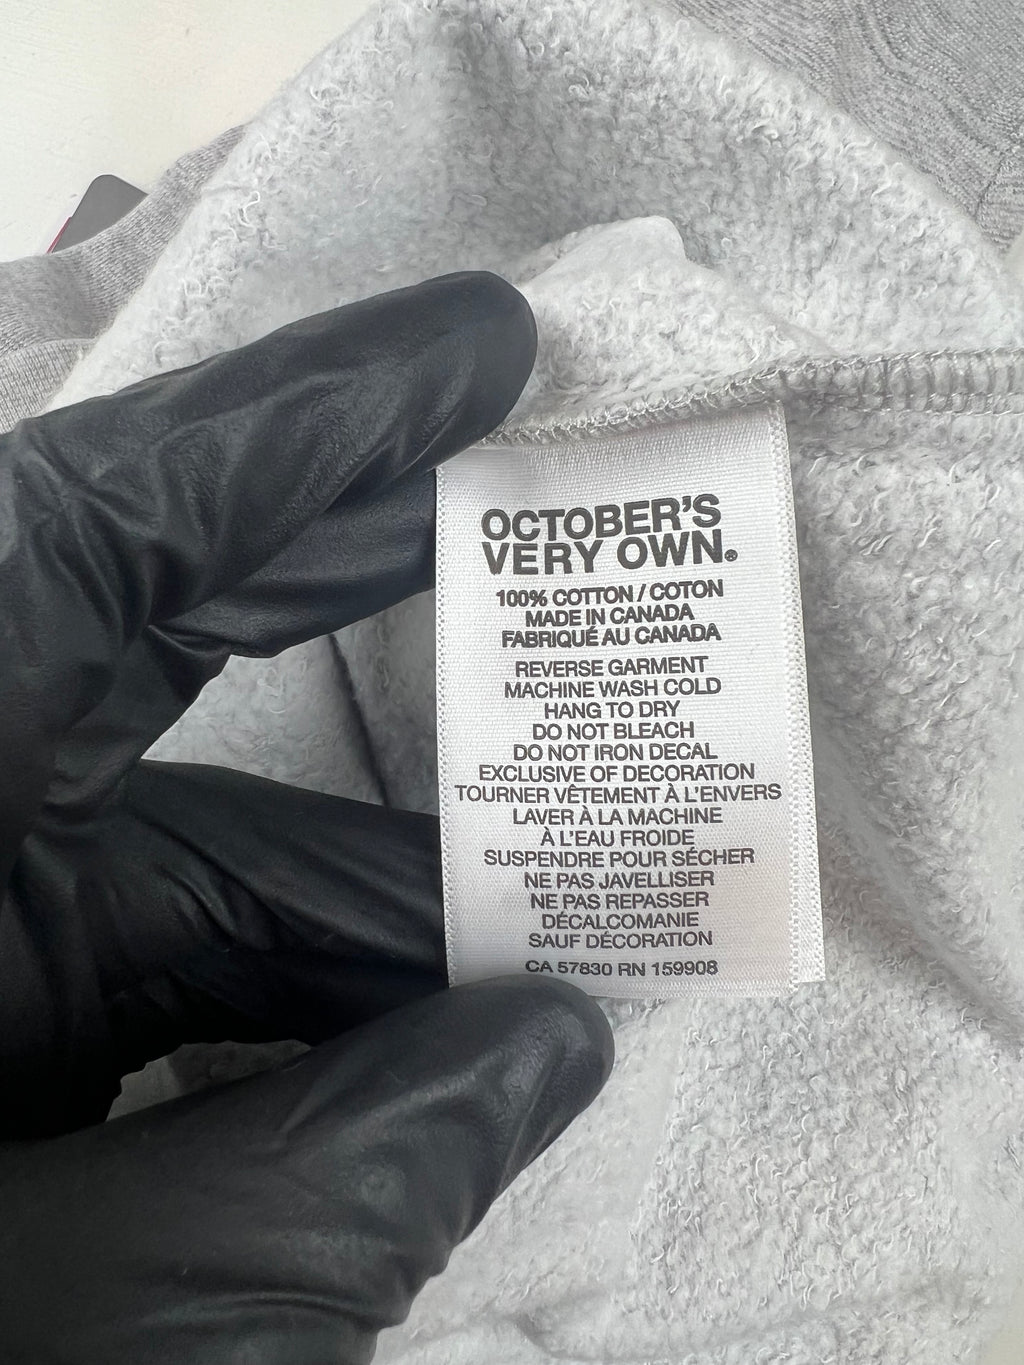 OCTOBER'S
VERY OWN®
100% COTTON / COTON
MADE IN CANADA
FABRIQUÉ AU CANADA
REVERSE GARMENT
MACHINE WASH COLD
HANG TO DRY
DO NOT BLEACH
DO NOT IRON DECAL
EXCLUSIVE OF DECORATION
TOURNER VÊTEMENT À L'ENVERS
LAVER À LA MACHINE
À L'EAU FROIDE
SUSPENDRE POUR SÉCHER
NE PAS JAVELLISER
NE PAS REPASSER
DÉCALCOMANIE
SAUF DÉCORATION
CA 57830 RN 159908